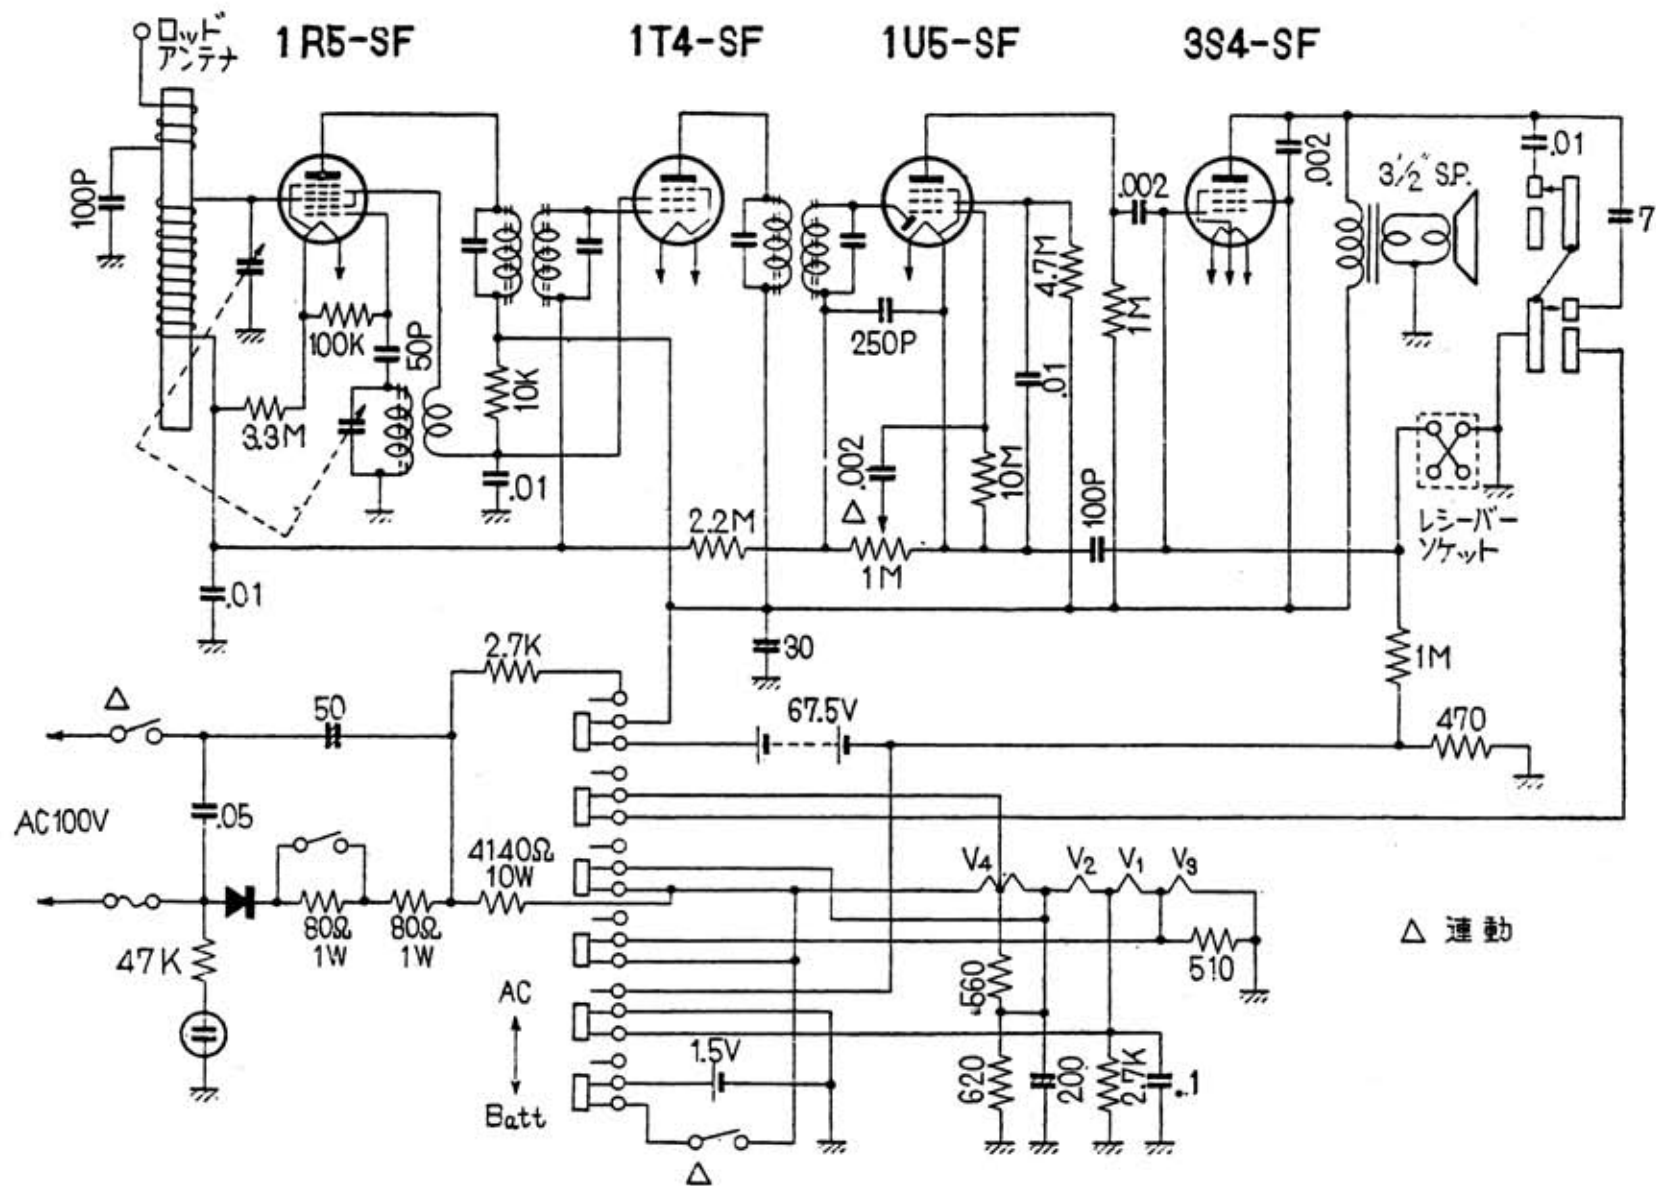 ロッド
アンテナ
1R5-SF
1T4-SF
1U5-SF
3S4-SF
100P
.002
.002
3½" S.P.
.01
7
100K
50P
250P
4.7M
1M
3.3M
10K
.01
.002
10M
.01
100P
レシーバー
ソケット
.01
2.2M
△
1M
2.7K
30
1M
△
50
67.5V
470
AC100V
.05
4140Ω
10W
V4
V2
V1
V3
80Ω
1W
80Ω
1W
47K
510
△ 連動
AC
Batt
560
1.5V
620
200
2.7K
.1
△